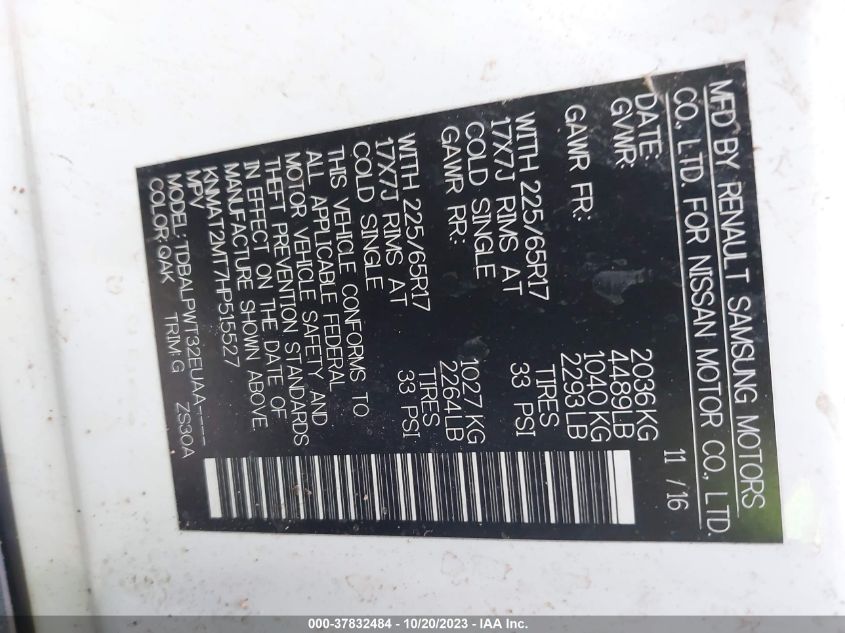 MFD BY RENAULT SAMSUNG MOTORS
CO., LTD. FOR NISSAN MOTOR CO., LTD.
DATE: 11 / 16
GVWR: 2036 KG
4489LB
GAWR FR: 1040 KG
2293LB
WITH 225/65R17 TIRES
17X7J RIMS AT 33 PSI
COLD SINGLE
GAWR RR: 1027 KG
2264LB
WITH 225/65R17 TIRES
17X7J RIMS AT 33 PSI
COLD SINGLE
THIS VEHICLE CONFORMS TO
ALL APPLICABLE FEDERAL
MOTOR VEHICLE SAFETY AND
THEFT PREVENTION STANDARDS
IN EFFECT ON THE DATE OF
MANUFACTURE SHOWN ABOVE
KNMAT2MT7HP515527
MPV
MODEL: TDBALPWT32EUAA-----
COLOR: QAK TRIM: G ZS30A
000-37832484 - 10/20/2023 - IAA Inc.